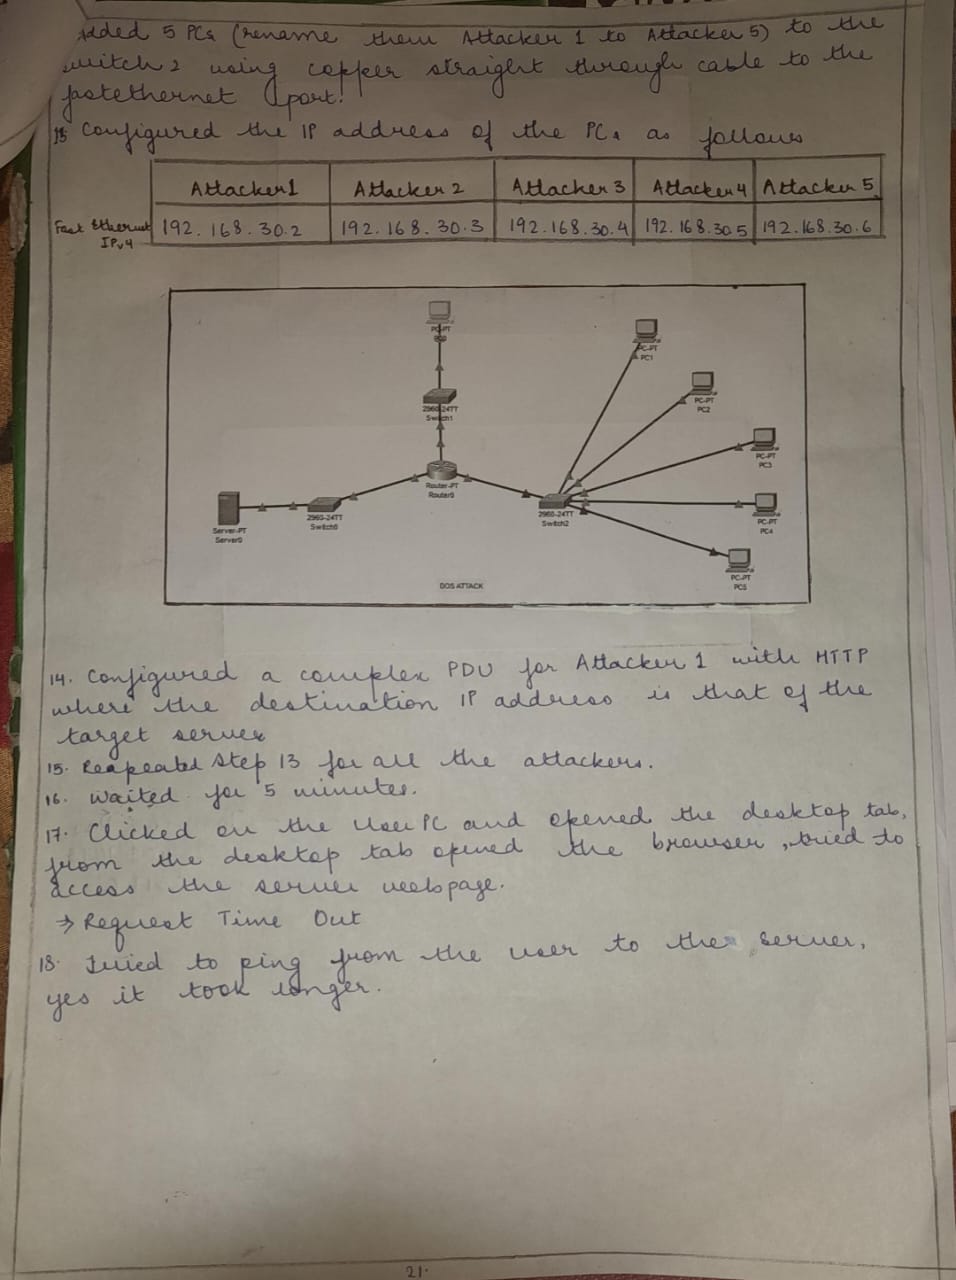 Added 5 PCs (rename them Attacker 1 to Attacker 5) to the
switch 2 using copper straight through cable to the
fastethernet port.
Configured the IP address of the PCs as follows
Attacker1 Attacker 2 Attacker 3 Attacker 4 Attacker 5
Fast Ethernet IPv4 192.168.30.2 192.168.30.3 192.168.30.4 192.168.30.5 192.168.30.6
PC-PT
PC-PT
PC1
PC-PT
PC2
2960-24TT
Switch1
PC-PT
PC3
Router-PT
Router0
2960-24TT
Switch0
2960-24TT
Switch2
PC-PT
PC4
Server-PT
Server0
PC-PT
PC5
DOS ATTACK
14. Configured a complex PDU for Attacker 1 with HTTP
where the destination IP address is that of the
target server
15. Reapeated Step 13 for all the attackers.
16. Waited for 5 minutes.
17. Clicked on the User PC and opened the desktop tab,
from the desktop tab opened the browser, tried to
access the server webpage.
→ Request Time Out
18. Tried to ping from the user to the server,
yes it took longer.
21.